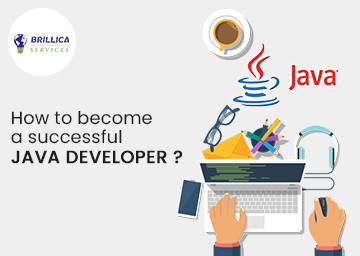 BRILLICA
SERVICES
Java
How to become
a successful
JAVA DEVELOPER ?